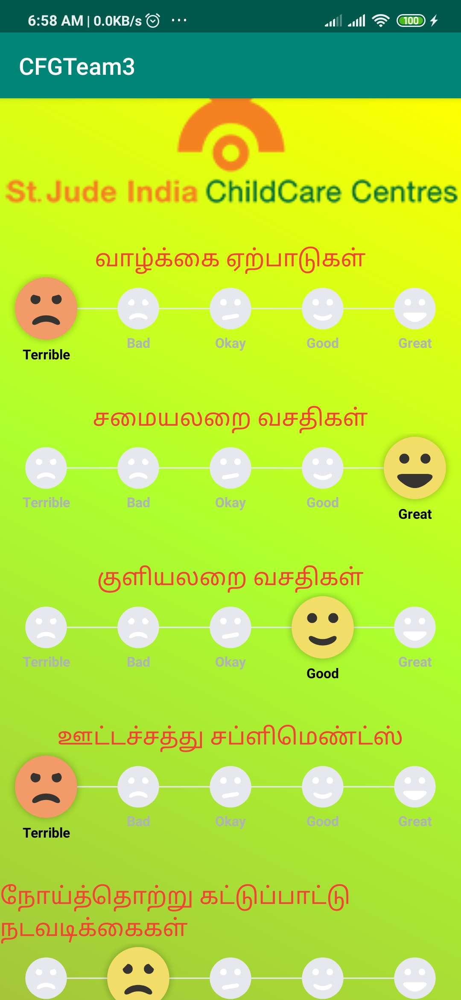 6:58 AM | 0.0KB/s ...
100
CFGTeam3
St. Jude India ChildCare Centres
வாழ்க்கை ஏற்பாடுகள்
Terrible Bad Okay Good Great
சமையலறை வசதிகள்
Terrible Bad Okay Good Great
குளியலறை வசதிகள்
Terrible Bad Okay Good Great
ஊட்டச்சத்து சப்ளிமெண்ட்ஸ்
Terrible Bad Okay Good Great
நோய்த்தொற்று கட்டுப்பாட்டு
நடவடிக்கைகள்